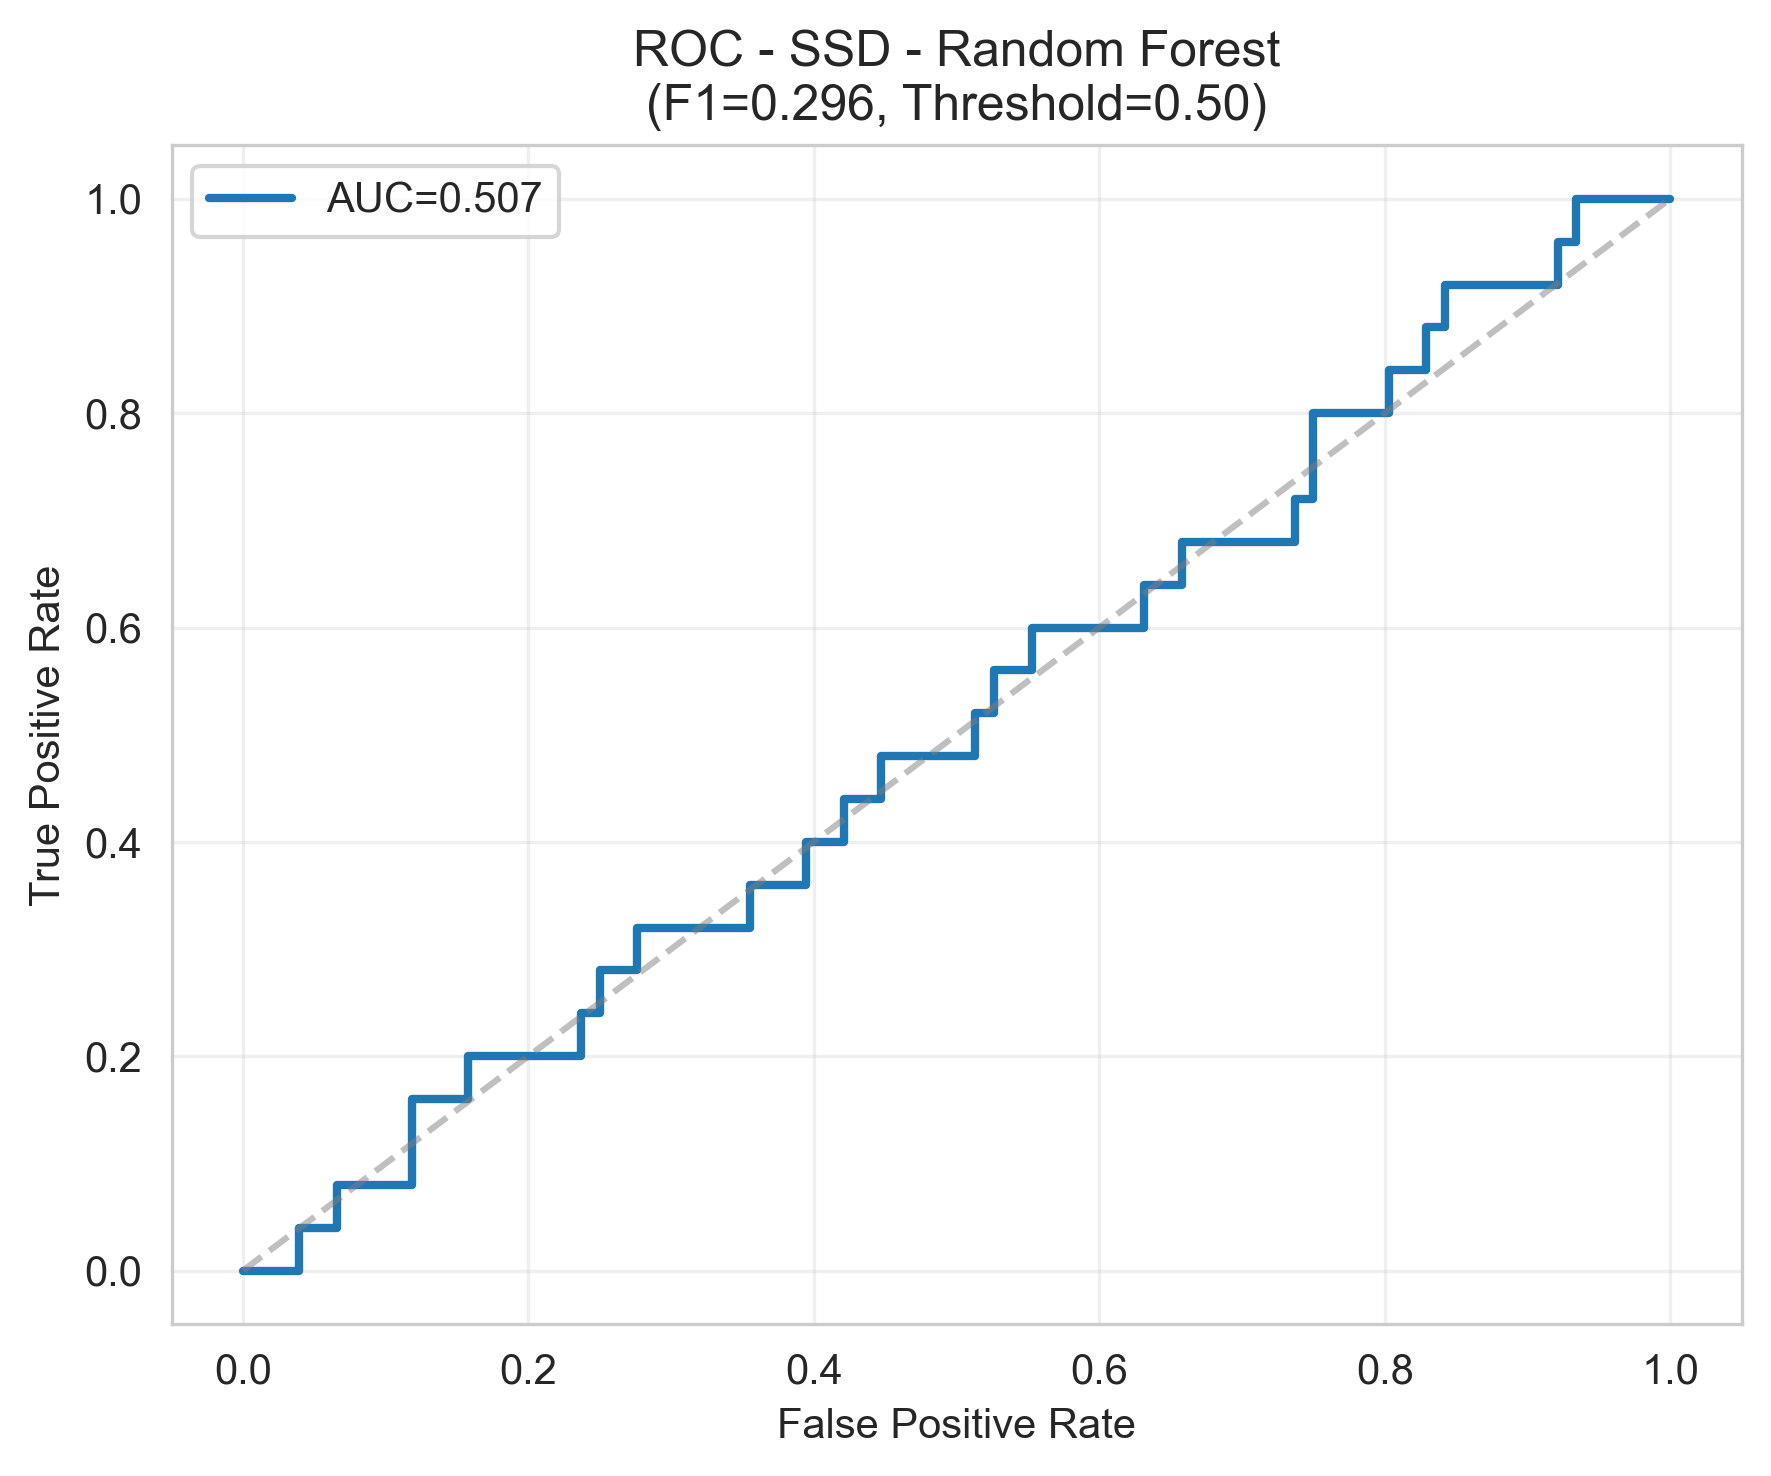 ROC - SSD - Random Forest
(F1=0.296, Threshold=0.50)
AUC=0.507
1.0
0.8
0.6
0.4
0.2
0.0
True Positive Rate
0.0 0.2 0.4 0.6 0.8 1.0
False Positive Rate